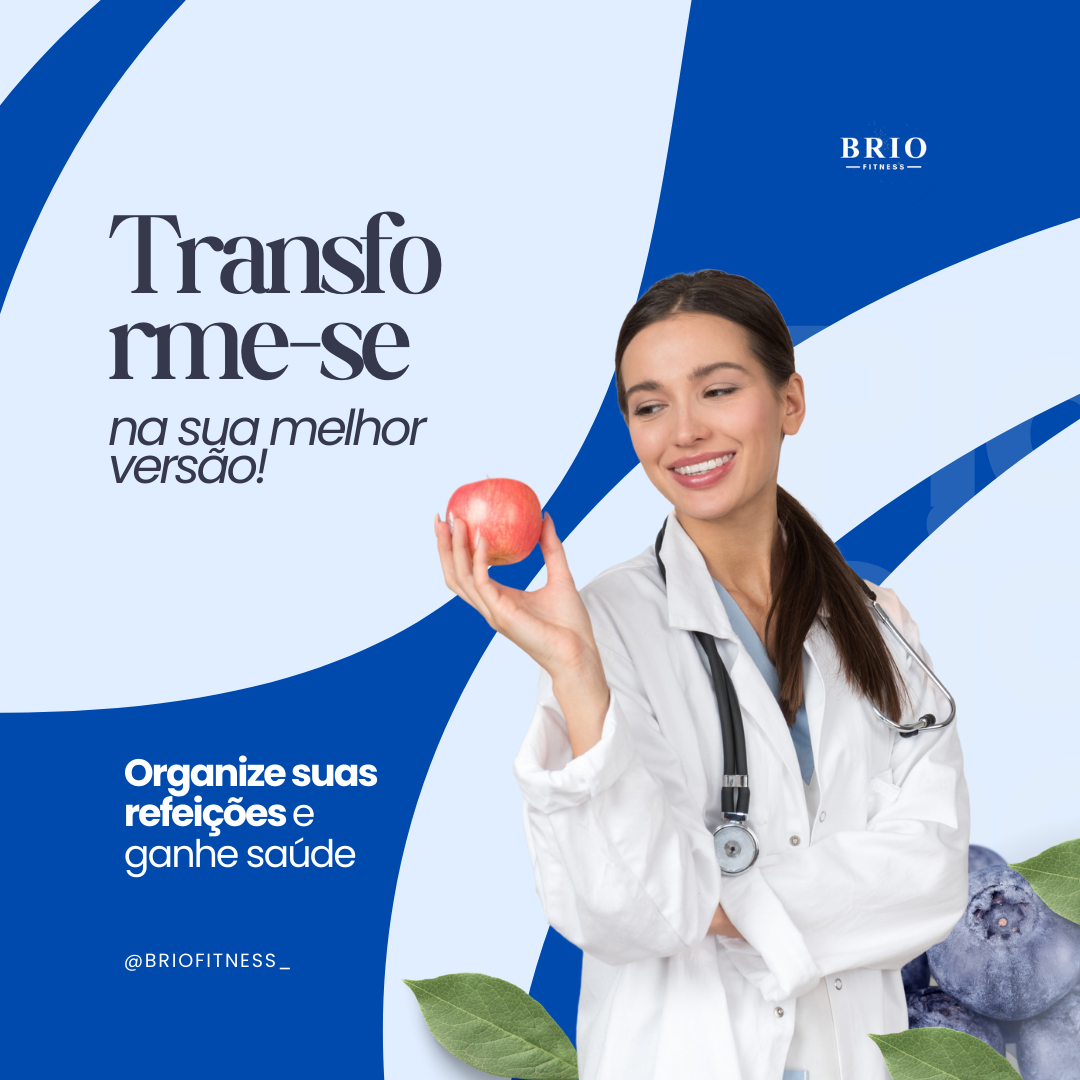 BRIO
FITNESS
Transfo
rme-se
na sua melhor
versão!
Organize suas
refeições e
ganhe saúde
@BRIOFITNESS_